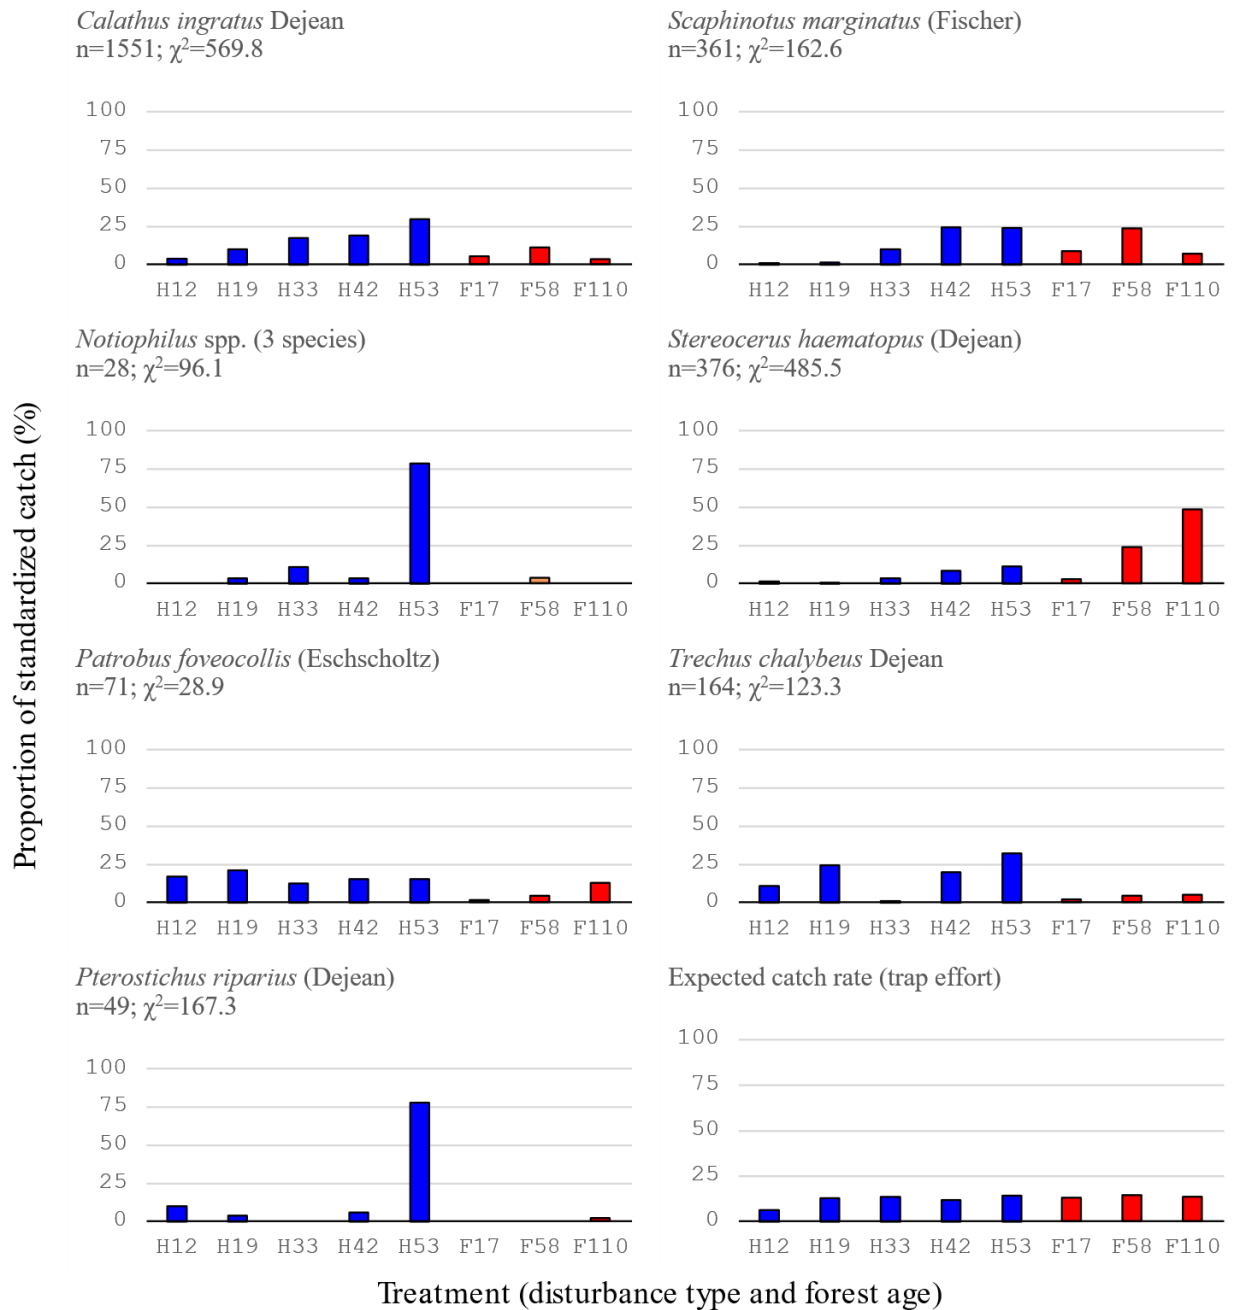 Calathus ingratus Dejean
n=1551; χ²=569.8
100
75
50
25
0
H12 H19 H33 H42 H53 F17 F58 F110
Scaphinotus marginatus (Fischer)
n=361; χ²=162.6
100
75
50
25
0
H12 H19 H33 H42 H53 F17 F58 F110
Notiophilus spp. (3 species)
n=28; χ²=96.1
100
75
50
25
0
H12 H19 H33 H42 H53 F17 F58 F110
Stereocerus haematopus (Dejean)
n=376; χ²=485.5
100
75
50
25
0
H12 H19 H33 H42 H53 F17 F58 F110
Patrobus foveocollis (Eschscholtz)
n=71; χ²=28.9
100
75
50
25
0
H12 H19 H33 H42 H53 F17 F58 F110
Trechus chalybeus Dejean
n=164; χ²=123.3
100
75
50
25
0
H12 H19 H33 H42 H53 F17 F58 F110
Pterostichus riparius (Dejean)
n=49; χ²=167.3
100
75
50
25
0
H12 H19 H33 H42 H53 F17 F58 F110
Expected catch rate (trap effort)
100
75
50
25
0
H12 H19 H33 H42 H53 F17 F58 F110
Proportion of standardized catch (%)
Treatment (disturbance type and forest age)